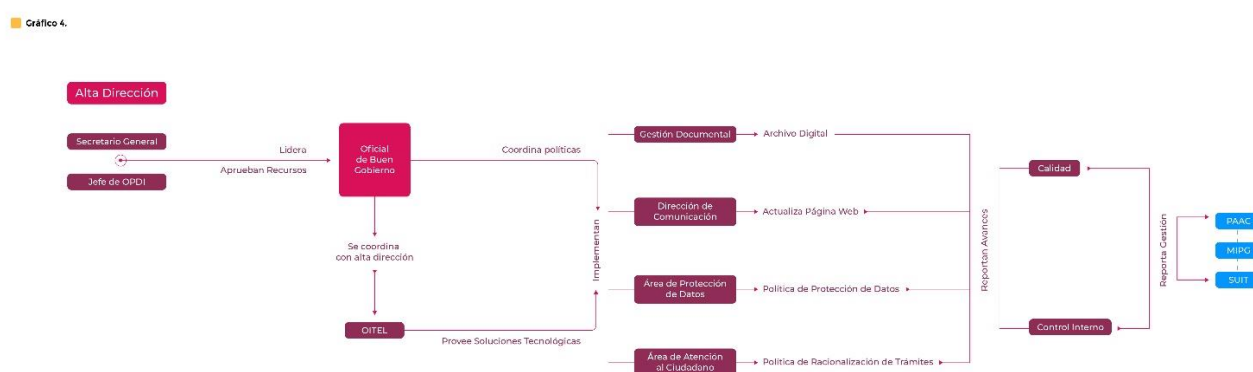 Gráfico 4.
Alta Dirección
Secretario General
Jefe de OPDI
Lidera
Aprueban Recursos
Oficial
de Buen
Gobierno
Se coordina
con alta dirección
OITEL
Coordina políticas
Provee Soluciones Tecnológicas
Implementan
Gestión Documental
Archivo Digital
Dirección de
Comunicación
Actualiza Página Web
Área de Protección
de Datos
Política de Protección de Datos
Área de Atención
al Ciudadano
Política de Racionalización de Trámites
Reportan Avances
Calidad
Control Interno
Reporta Gestión
PAAC
MIPG
SUIT